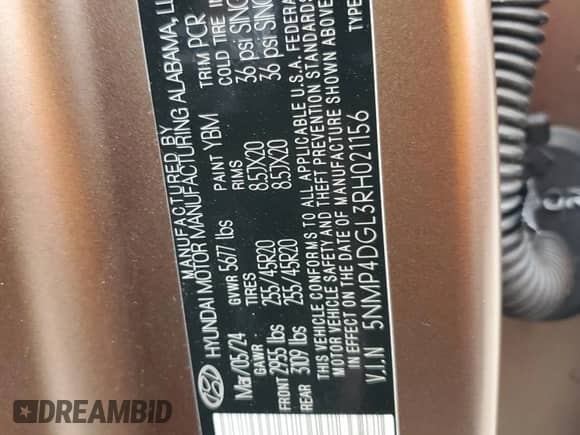 MANUFACTURED BY
HYUNDAI MOTOR MANUFACTURING ALABAMA, LL
Mar/05/24 GVWR 5677 lbs PAINT YBM TRIM PCR
GAWR TIRES RIMS COLD TIRE
FRONT 2955 lbs 255/45R20 8.5JX20 36 psi SING
REAR 3109 lbs 255/45R20 8.5JX20 36 psi SING
THIS VEHICLE CONFORMS TO ALL APPLICABLE U.S.A. FEDERA
MOTOR VEHICLE SAFETY AND THEFT PREVENTION STANDARDS
IN EFFECT ON THE DATE OF MANUFACTURE SHOWN ABOVE
V.I.N 5NMP4DGL3RH021156 TYPE
DREAMBID